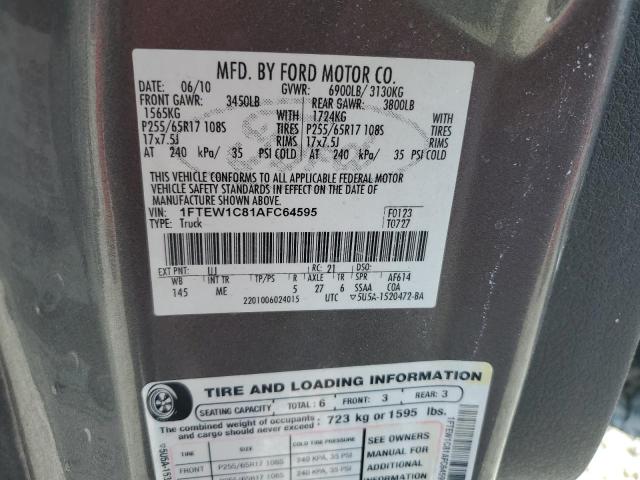 MFD. BY FORD MOTOR CO.
DATE: 06/10 GVWR: 6900LB/ 3130KG
FRONT GAWR: 3450LB REAR GAWR: 3800LB
1565KG WITH 1724KG WITH
P255/65R17 108S TIRES P255/65R17 108S TIRES
17x7.5J RIMS 17x7.5J RIMS
AT 240 kPa/ 35 PSI COLD AT 240 kPa/ 35 PSI COLD
THIS VEHICLE CONFORMS TO ALL APPLICABLE FEDERAL MOTOR
VEHICLE SAFETY STANDARDS IN EFFECT ON THE DATE OF
MANUFACTURE SHOWN ABOVE.
VIN: 1FTEW1C81AFC64595 F0123
TYPE: Truck T0727
EXT PNT: UJ RC: 21 DSO:
WB INT TR TP/PS R AXLE TR SPR AF614
145 ME 5 27 6 SSAA COA
2201006024015 UTC ▽5U5A-1520472-BA
TIRE AND LOADING INFORMATION
SEATING CAPACITY TOTAL: 6 FRONT: 3 REAR: 3
The combined weight of occupants
and cargo should never exceed: 723 kg or 1595 lbs.
TIRE SIZE COLD TIRE PRESSURE SEE OWNERS
MANUAL FOR
FRONT P255/65R17 108S 240 KPA, 35 PSI ADDITIONAL
P255/65R17 108S
1FTEW1C81AFC64595